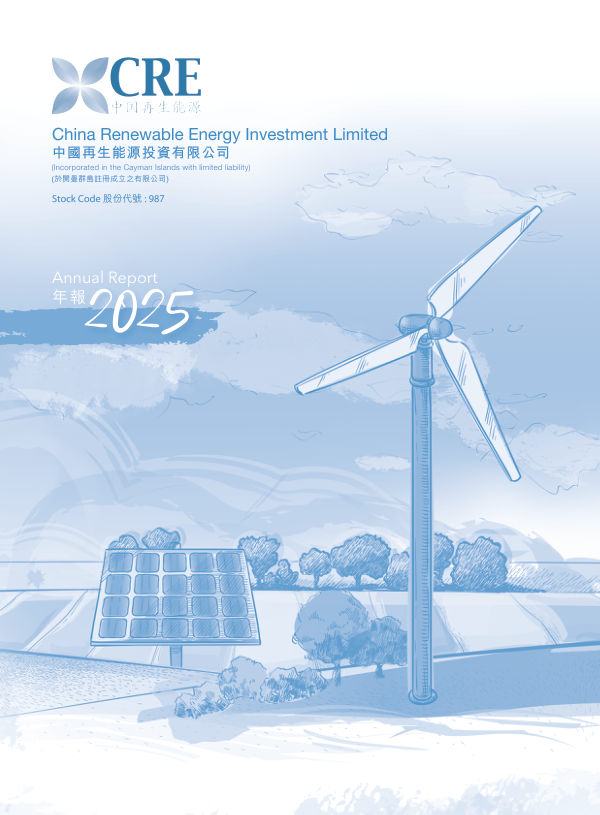 CRE
中国再生能源
China Renewable Energy Investment Limited
中國再生能源投資有限公司
(Incorporated in the Cayman Islands with limited liability)
(於開曼群島註冊成立之有限公司)
Stock Code 股份代號 : 987
Annual Report
年報 2025